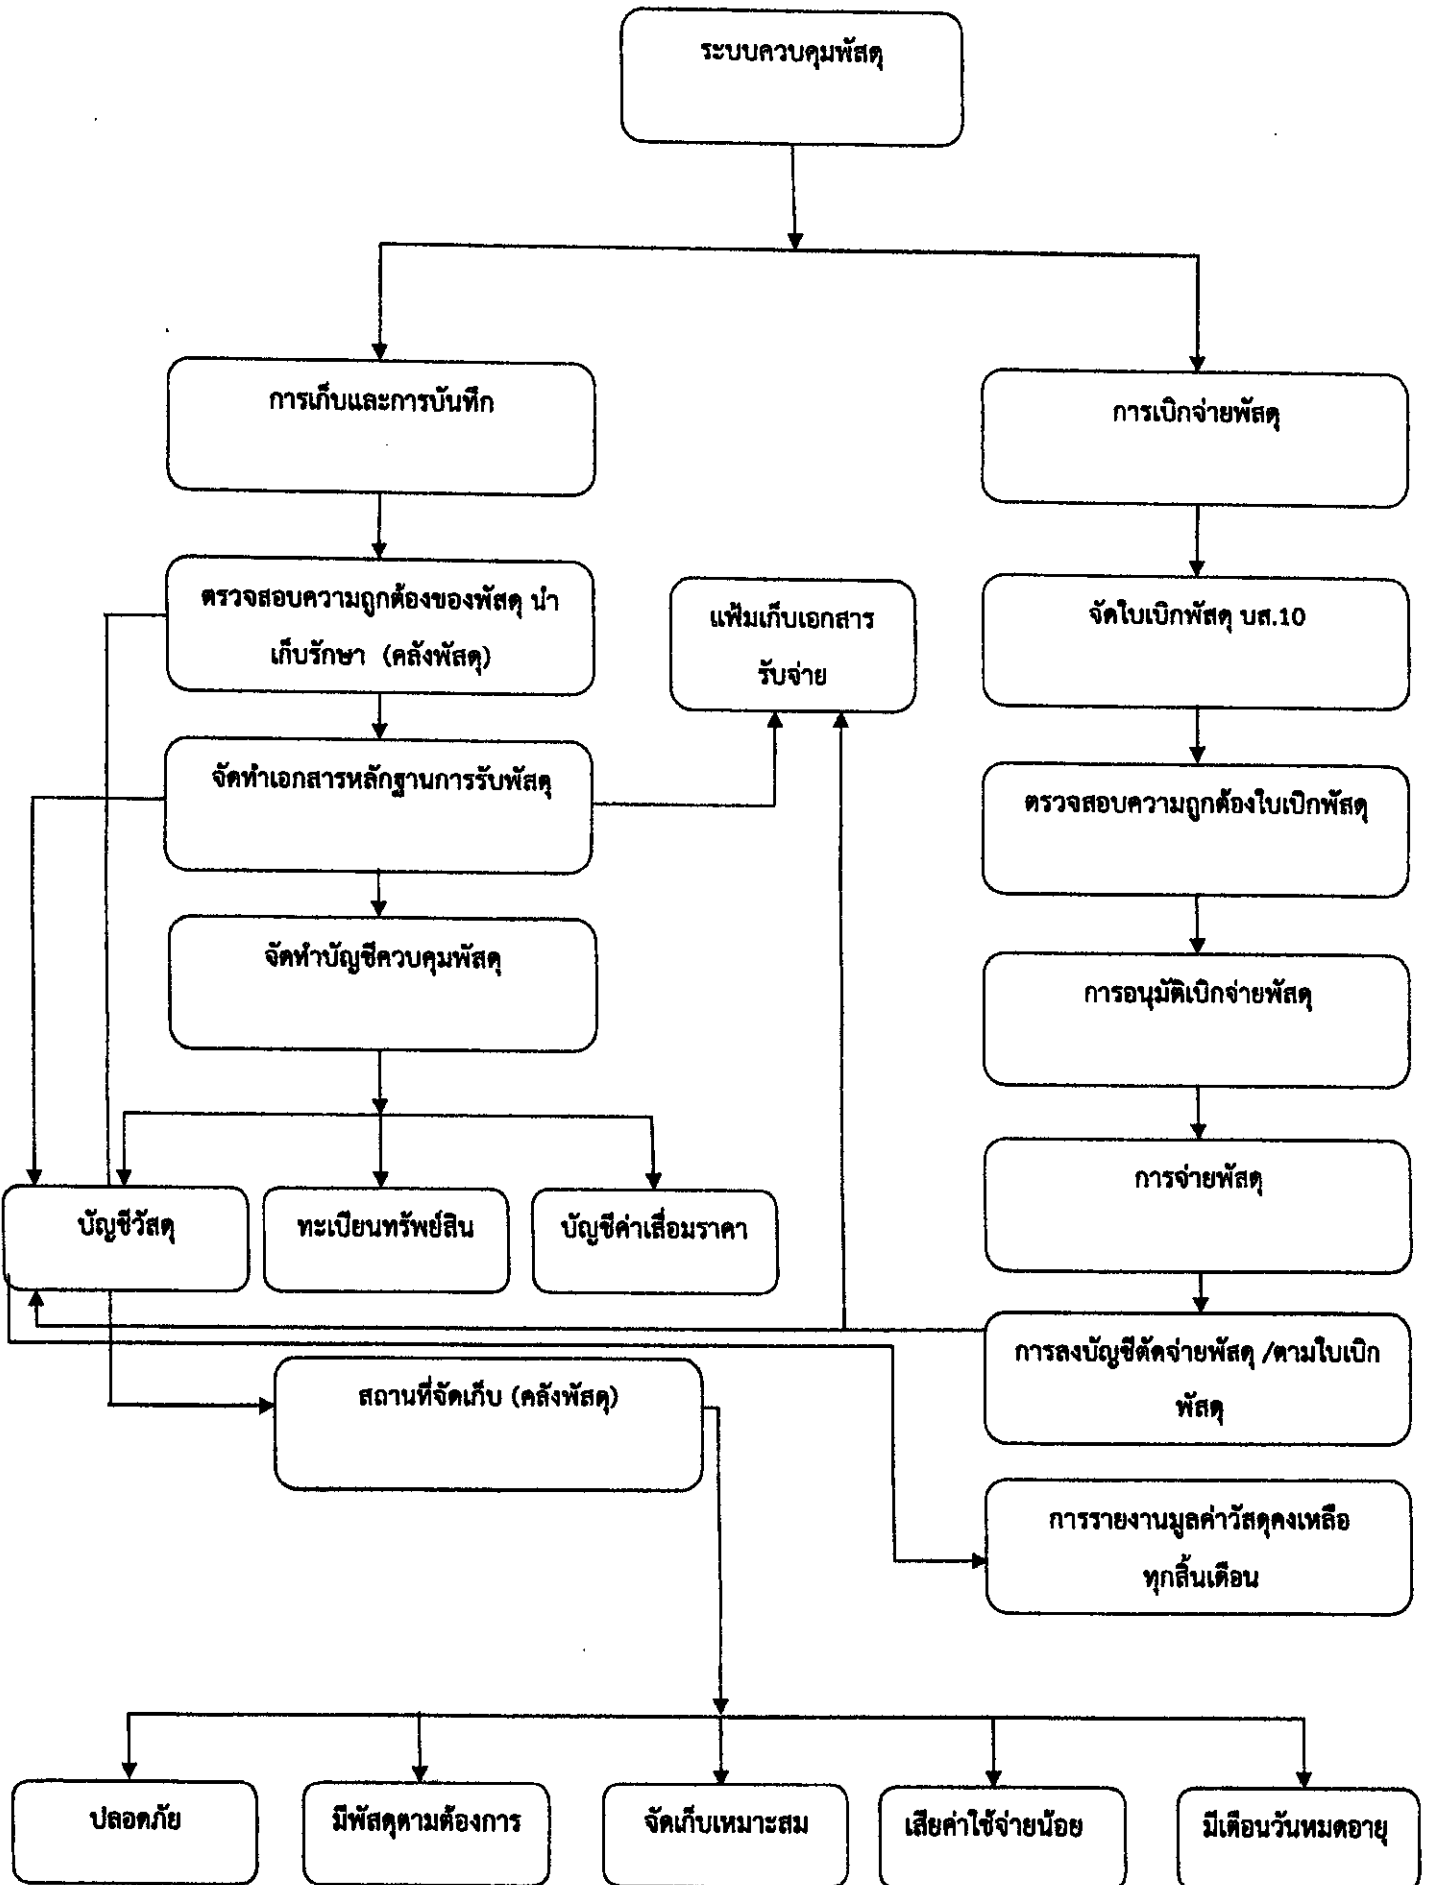 ระบบควบคุมพัสดุ
การเก็บและการบันทึก
การเบิกจ่ายพัสดุ
ตรวจสอบความถูกต้องของพัสดุ นำ
เก็บรักษา (คลังพัสดุ)
แฟ้มเก็บเอกสาร
รับจ่าย
จัดใบเบิกพัสดุ บส.10
จัดทำเอกสารหลักฐานการรับพัสดุ
ตรวจสอบความถูกต้องใบเบิกพัสดุ
จัดทำบัญชีควบคุมพัสดุ
การอนุมัติเบิกจ่ายพัสดุ
การจ่ายพัสดุ
บัญชีวัสดุ
ทะเบียนทรัพย์สิน
บัญชีค่าเสื่อมราคา
การลงบัญชีตัดจ่ายพัสดุ /ตามใบเบิก
พัสดุ
สถานที่จัดเก็บ (คลังพัสดุ)
การรายงานมูลค่าวัสดุคงเหลือ
ทุกสิ้นเดือน
ปลอดภัย
มีพัสดุตามต้องการ
จัดเก็บเหมาะสม
เสียค่าใช้จ่ายน้อย
มีเตือนวันหมดอายุ